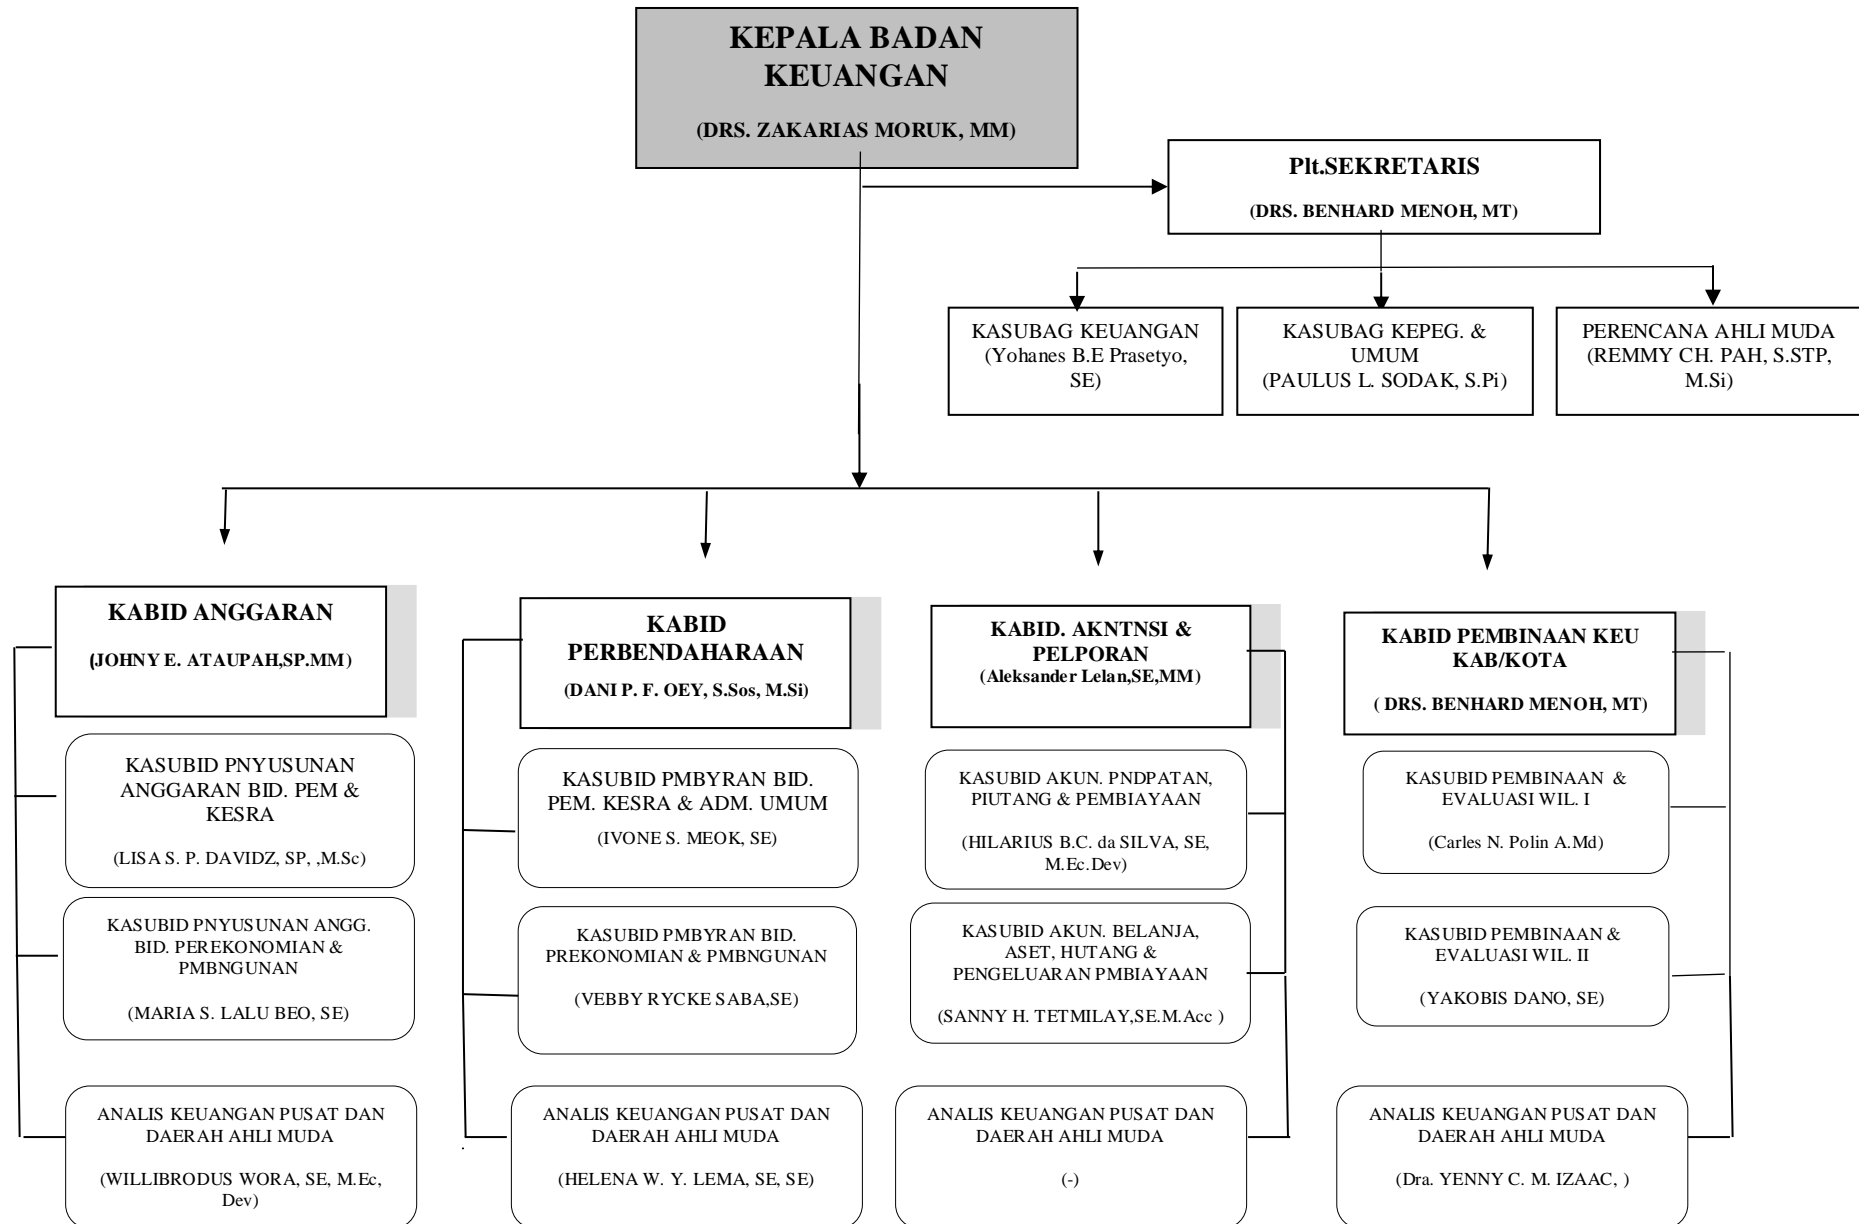 KEPALA BADAN
KEUANGAN
(DRS. ZAKARIAS MORUK, MM)
Plt.SEKRETARIS
(DRS. BENHARD MENOH, MT)
KASUBAG KEUANGAN
(Yohanes B.E Prasetyo,
SE)
KASUBAG KEPEG. &
UMUM
(PAULUS L. SODAK, S.Pi)
PERENCANA AHLI MUDA
(REMMY CH. PAH, S.STP,
M.Si)
KABID ANGGARAN
(JOHNY E. ATAUPAH,SP.MM)
KASUBID PNYUSUNAN
ANGGARAN BID. PEM &
KESRA
(LISA S. P. DAVIDZ, SP, ,M.Sc)
KASUBID PNYUSUNAN ANGG.
BID. PEREKONOMIAN &
PMBNGUNAN
(MARIA S. LALU BEO, SE)
ANALIS KEUANGAN PUSAT DAN
DAERAH AHLI MUDA
(WILLIBRODUS WORA, SE, M.Ec,
Dev)
KABID
PERBENDAHARAAN
(DANI P. F. OEY, S.Sos, M.Si)
KASUBID PMBYRAN BID.
PEM. KESRA & ADM. UMUM
(IVONE S. MEOK, SE)
KASUBID PMBYRAN BID.
PREKONOMIAN & PMBNGUNAN
(VEBBY RYCKE SABA,SE)
ANALIS KEUANGAN PUSAT DAN
DAERAH AHLI MUDA
(HELENA W. Y. LEMA, SE, SE)
KABID. AKNTNSI &
PELPORAN
(Aleksander Lelan,SE,MM)
KASUBID AKUN. PNDPATAN,
PIUTANG & PEMBIAYAAN
(HILARIUS B.C. da SILVA, SE,
M.Ec.Dev)
KASUBID AKUN. BELANJA,
ASET, HUTANG &
PENGELUARAN PMBIAYAAN
(SANNY H. TETMILAY,SE.M.Acc )
ANALIS KEUANGAN PUSAT DAN
DAERAH AHLI MUDA
(-)
KABID PEMBINAAN KEU
KAB/KOTA
( DRS. BENHARD MENOH, MT)
KASUBID PEMBINAAN &
EVALUASI WIL. I
(Carles N. Polin A.Md)
KASUBID PEMBINAAN &
EVALUASI WIL. II
(YAKOBIS DANO, SE)
ANALIS KEUANGAN PUSAT DAN
DAERAH AHLI MUDA
(Dra. YENNY C. M. IZAAC, )